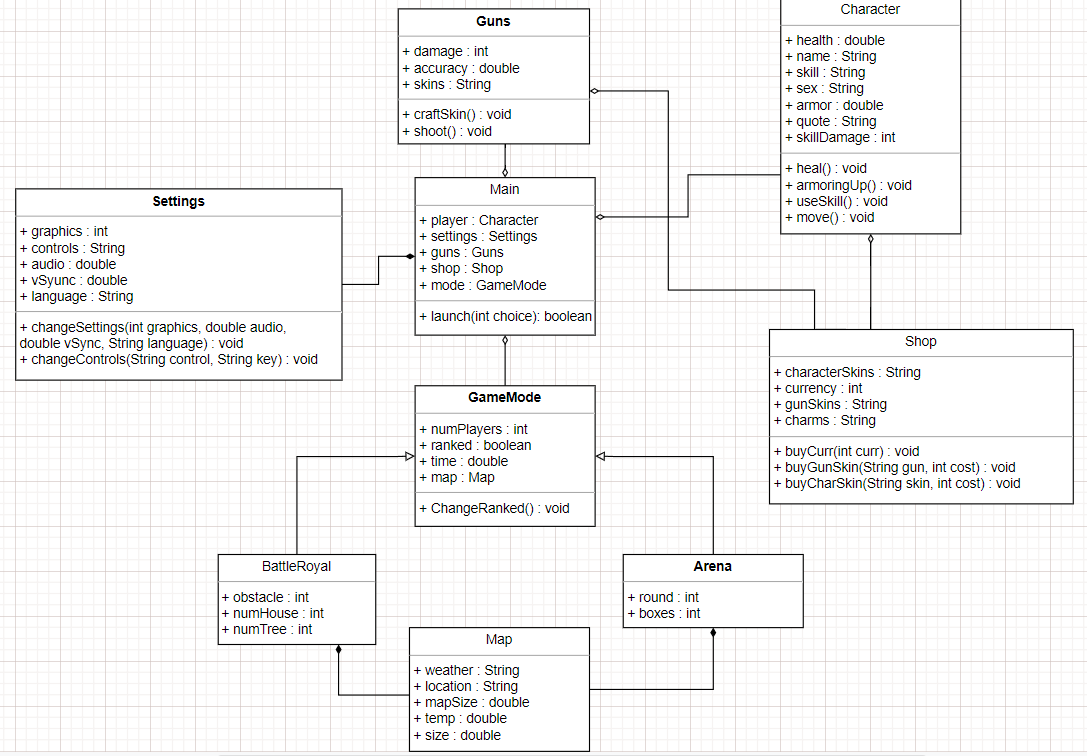 Guns
+ damage : int
+ accuracy : double
+ skins : String
+ craftSkin() : void
+ shoot() : void
Character
+ health : double
+ name : String
+ skill : String
+ sex : String
+ armor : double
+ quote : String
+ skillDamage : int
+ heal() : void
+ armoringUp() : void
+ useSkill() : void
+ move() : void
Settings
+ graphics : int
+ controls : String
+ audio : double
+ vSyunc : double
+ language : String
+ changeSettings(int graphics, double audio,
double vSync, String language) : void
+ changeControls(String control, String key) : void
Main
+ player : Character
+ settings : Settings
+ guns : Guns
+ shop : Shop
+ mode : GameMode
+ launch(int choice): boolean
Shop
+ characterSkins : String
+ currency : int
+ gunSkins : String
+ charms : String
+ buyCurr(int curr) : void
+ buyGunSkin(String gun, int cost) : void
+ buyCharSkin(String skin, int cost) : void
GameMode
+ numPlayers : int
+ ranked : boolean
+ time : double
+ map : Map
+ ChangeRanked() : void
BattleRoyal
+ obstacle : int
+ numHouse : int
+ numTree : int
Arena
+ round : int
+ boxes : int
Map
+ weather : String
+ location : String
+ mapSize : double
+ temp : double
+ size : double